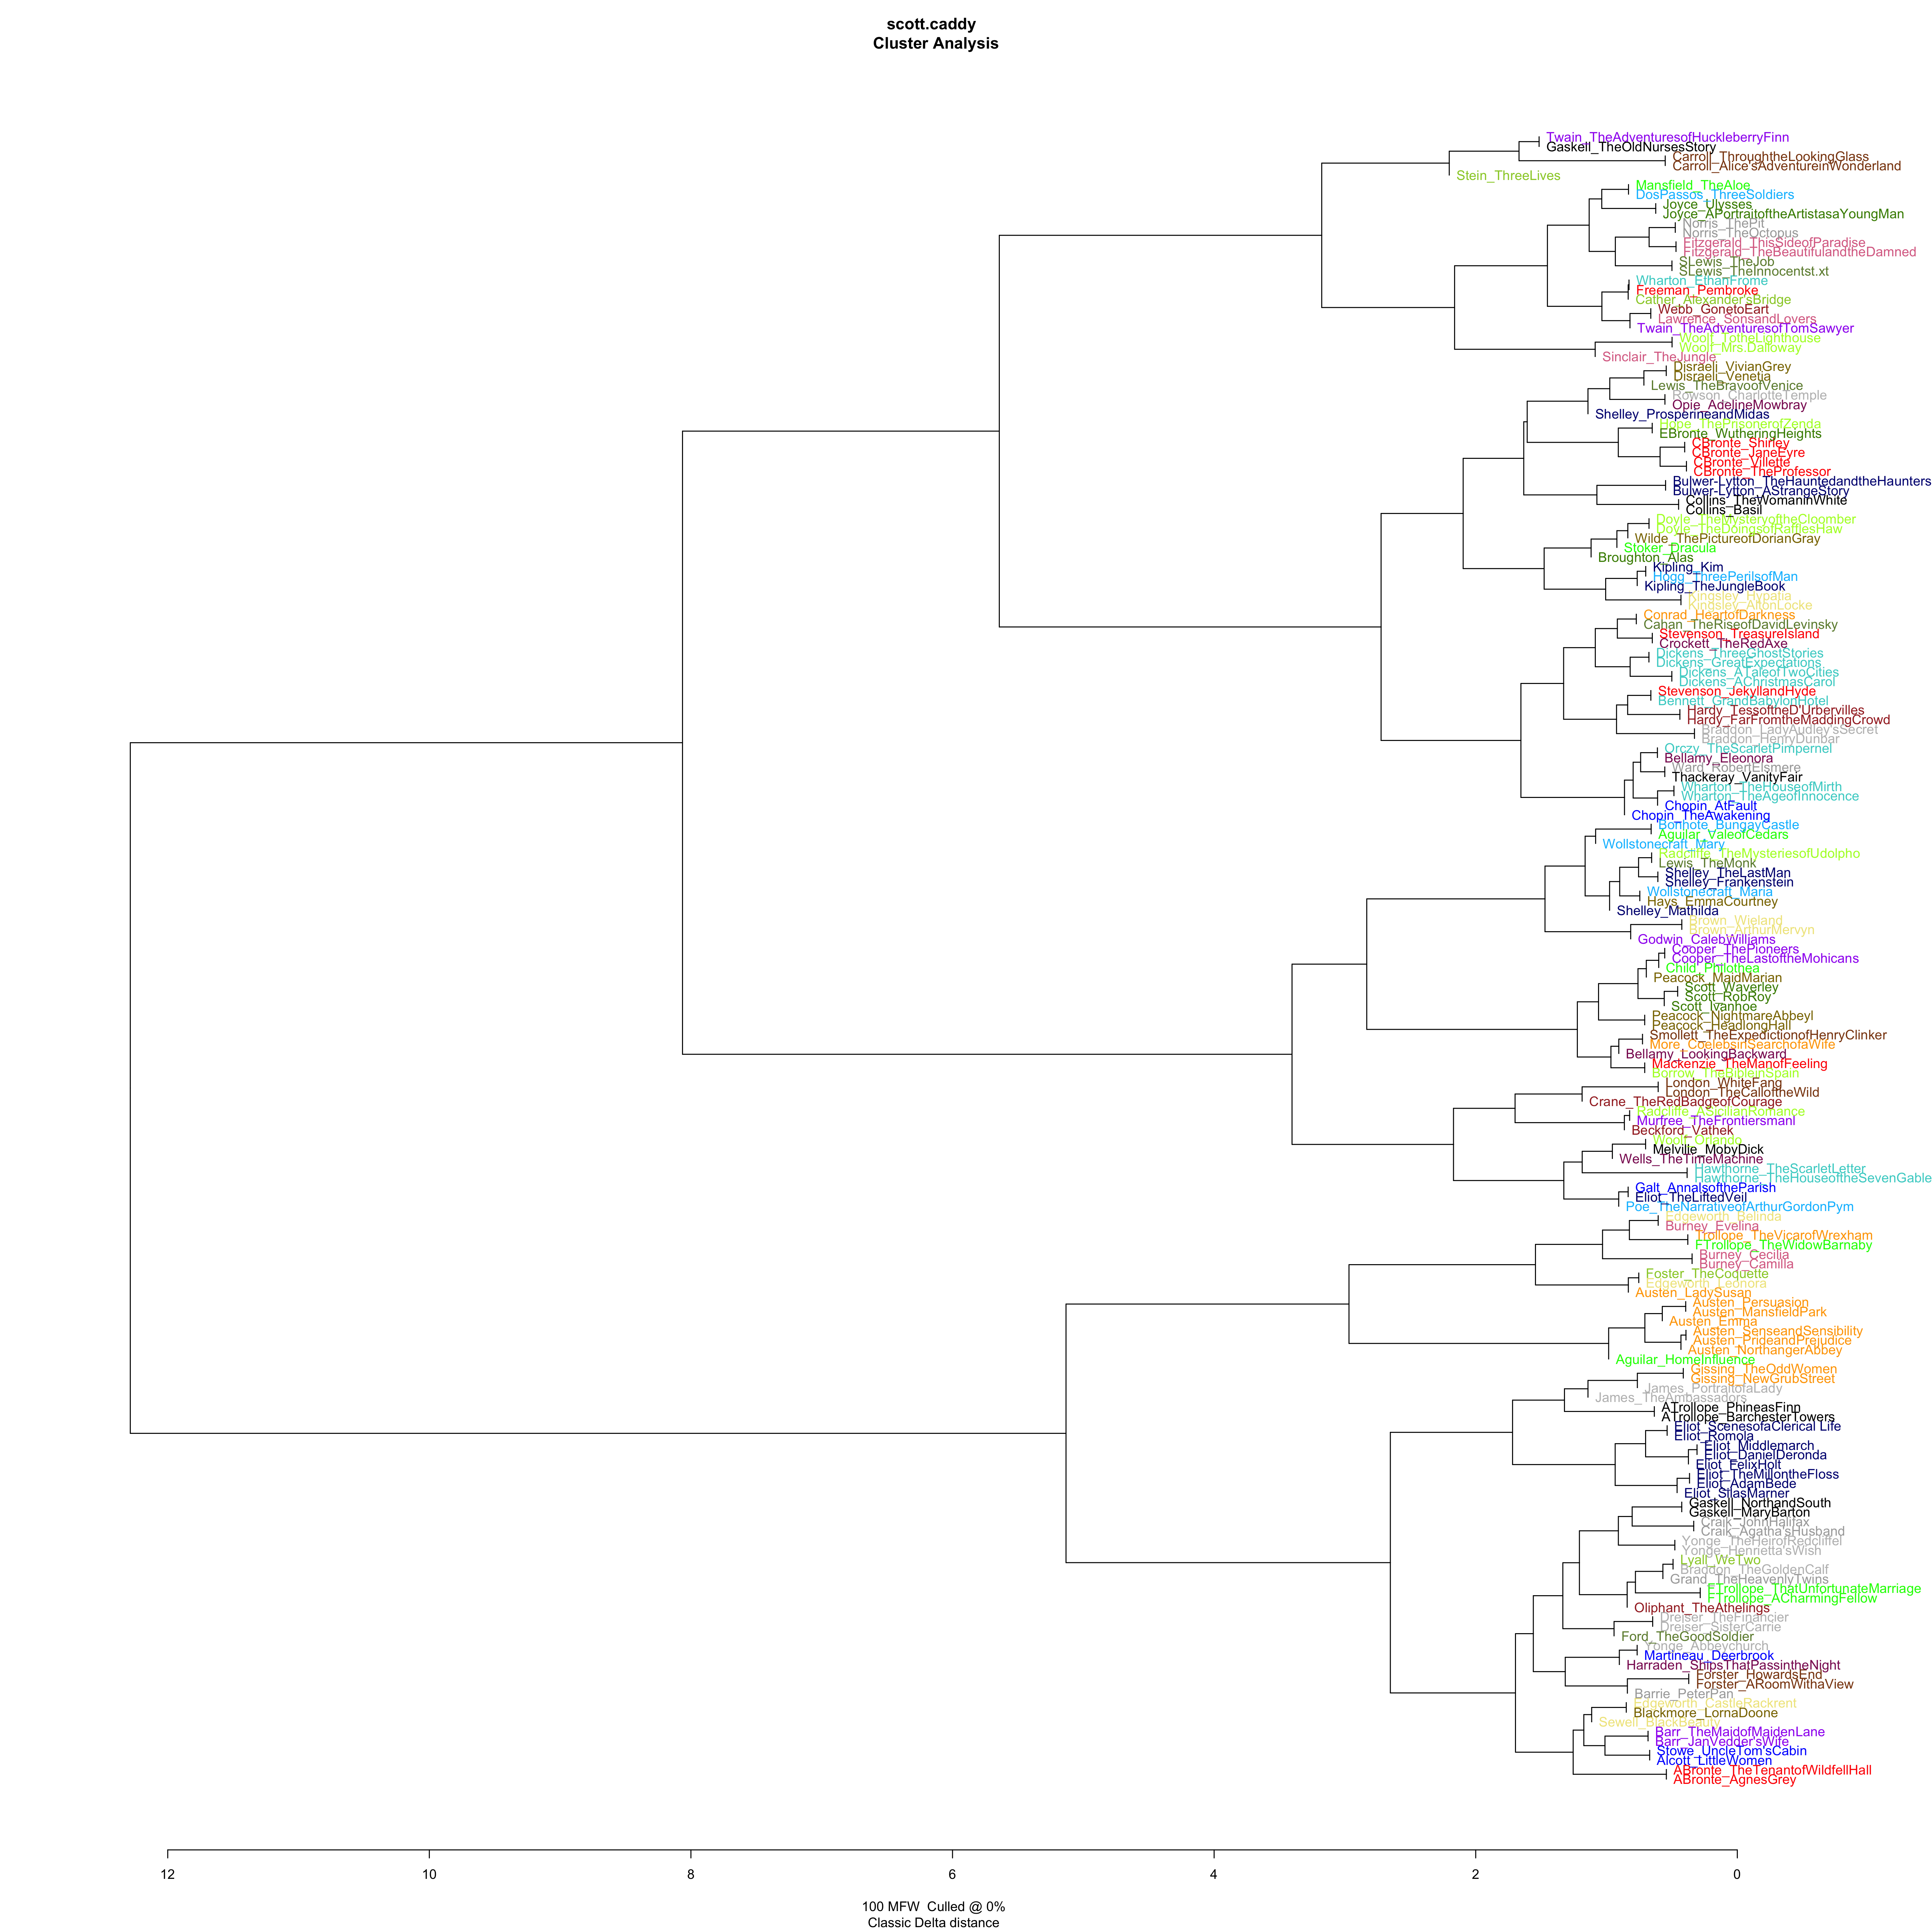 scott.caddy
Cluster Analysis
Twain_TheAdventuresofHuckleberryFinn
Gaskell_TheOldNursesStory
Carroll_ThroughtheLookingGlass
Carroll_Alice'sAdventureinWonderland
Stein_ThreeLives
Mansfield_TheAloe
DosPassos_ThreeSoldiers
Joyce_Ulysses
Joyce_APortraitoftheArtistasaYoungMan
Norris_ThePit
Norris_TheOctopus
Fitzgerald_ThisSideofParadise
Fitzgerald_TheBeautifulandtheDamned
SLewis_TheJob
SLewis_TheInnocentst.xt
Wharton_EthanFrome
Freeman_Pembroke
Cather_Alexander'sBridge
Webb_GonetoEart
Lawrence_SonsandLovers
Twain_TheAdventuresofTomSawyer
Woolf_TotheLighthouse
Woolf_Mrs.Dalloway
Sinclair_TheJungle
Disraeli_VivianGrey
Disraeli_Venetia
Lewis_TheBravoofVenice
Rowson_CharlotteTemple
Opie_AdelineMowbray
Shelley_ProsperineandMidas
Hope_ThePrisonerofZenda
EBronte_WutheringHeights
CBronte_Shirley
CBronte_JaneEyre
CBronte_Villette
CBronte_TheProfessor
Bulwer-Lytton_TheHauntedandtheHaunters
Bulwer-Lytton_AStrangeStory
Collins_TheWomaninWhite
Collins_Basil
Doyle_TheMysteryoftheCloomber
Doyle_TheDoingsofRafflesHaw
Wilde_ThePictureofDorianGray
Stoker_Dracula
Broughton_Alas
Kipling_Kim
Hogg_ThreePerilsofMan
Kipling_TheJungleBook
Kingsley_Hypatia
Kingsley_AltonLocke
Conrad_HeartofDarkness
Cahan_TheRiseofDavidLevinsky
Stevenson_TreasureIsland
Crockett_TheRedAxe
Dickens_ThreeGhostStories
Dickens_GreatExpectations
Dickens_ATaleofTwoCities
Dickens_AChristmasCarol
Stevenson_JekyllandHyde
Bennett_GrandBabylonHotel
Hardy_TessoftheD'Urbervilles
Hardy_FarFromtheMaddingCrowd
Braddon_LadyAudley'sSecret
Braddon_HenryDunbar
Orczy_TheScarletPimpernel
Bellamy_Eleonora
Ward_RobertElsmere
Thackeray_VanityFair
Wharton_TheHouseofMirth
Wharton_TheAgeofInnocence
Chopin_AtFault
Chopin_TheAwakening
Bonhote_BungayCastle
Aguilar_ValeofCedars
Wollstonecraft_Mary
Radcliffe_TheMysteriesofUdolpho
Lewis_TheMonk
Shelley_TheLastMan
Shelley_Frankenstein
Wollstonecraft_Maria
Hays_EmmaCourtney
Shelley_Mathilda
Brown_Wieland
Brown_ArthurMervyn
Godwin_CalebWilliams
Cooper_ThePioneers
Cooper_TheLastoftheMohicans
Child_Philothea
Peacock_MaidMarian
Scott_Waverley
Scott_RobRoy
Scott_Ivanhoe
Peacock_NightmareAbbeyl
Peacock_HeadlongHall
Smollett_TheExpeditionofHenryClinker
More_CoelebsinSearchofaWife
Bellamy_LookingBackward
Mackenzie_TheManofFeeling
Borrow_TheBibleinSpain
London_WhiteFang
London_TheCalloftheWild
Crane_TheRedBadgeofCourage
Radcliffe_ASicilianRomance
Murfree_TheFrontiersmanl
Beckford_Vathek
Woolf_Orlando
Melville_MobyDick
Wells_TheTimeMachine
Hawthorne_TheScarletLetter
Hawthorne_TheHouseoftheSevenGable
Galt_AnnalsoftheParish
Eliot_TheLiftedVeil
Poe_TheNarrativeofArthurGordonPym
Edgeworth_Belinda
Burney_Evelina
Trollope_TheVicarofWrexham
FTrollope_TheWidowBarnaby
Burney_Cecilia
Burney_Camilla
Foster_TheCoquette
Edgeworth_Leonora
Austen_LadySusan
Austen_Persuasion
Austen_MansfieldPark
Austen_Emma
Austen_SenseandSensibility
Austen_PrideandPrejudice
Austen_NorthangerAbbey
Aguilar_HomeInfluence
Gissing_TheOddWomen
Gissing_NewGrubStreet
James_PortraitofaLady
James_TheAmbassadors
ATrollope_PhineasFinn
ATrollope_BarchesterTowers
Eliot_ScenesofaClerical Life
Eliot_Romola
Eliot_Middlemarch
Eliot_DanielDeronda
Eliot_FelixHolt
Eliot_TheMillontheFloss
Eliot_AdamBede
Eliot_SilasMarner
Gaskell_NorthandSouth
Gaskell_MaryBarton
Craik_JohnHalifax
Craik_Agatha'sHusband
Yonge_TheHeirofRedcliffel
Yonge_Henrietta'sWish
Lyall_WeTwo
Braddon_TheGoldenCalf
Grand_TheHeavenlyTwins
FTrollope_ThatUnfortunateMarriage
FTrollope_ACharmingFellow
Oliphant_TheAthelings
Dreiser_TheFinancier
Dreiser_SisterCarrie
Ford_TheGoodSoldier
Yonge_Abbeychurch
Martineau_Deerbrook
Harraden_ShipsThatPassintheNight
Forster_HowardsEnd
Forster_ARoomWithaView
Barrie_PeterPan
Edgeworth_CastleRackrent
Blackmore_LornaDoone
Sewell_BlackBeauty
Barr_TheMaidofMaidenLane
Barr_JanVedder'sWife
Stowe_UncleTom'sCabin
Alcott_LittleWomen
ABronte_TheTenantofWildfellHall
ABronte_AgnesGrey
12 10 8 6 4 2 0
100 MFW Culled @ 0%
Classic Delta distance